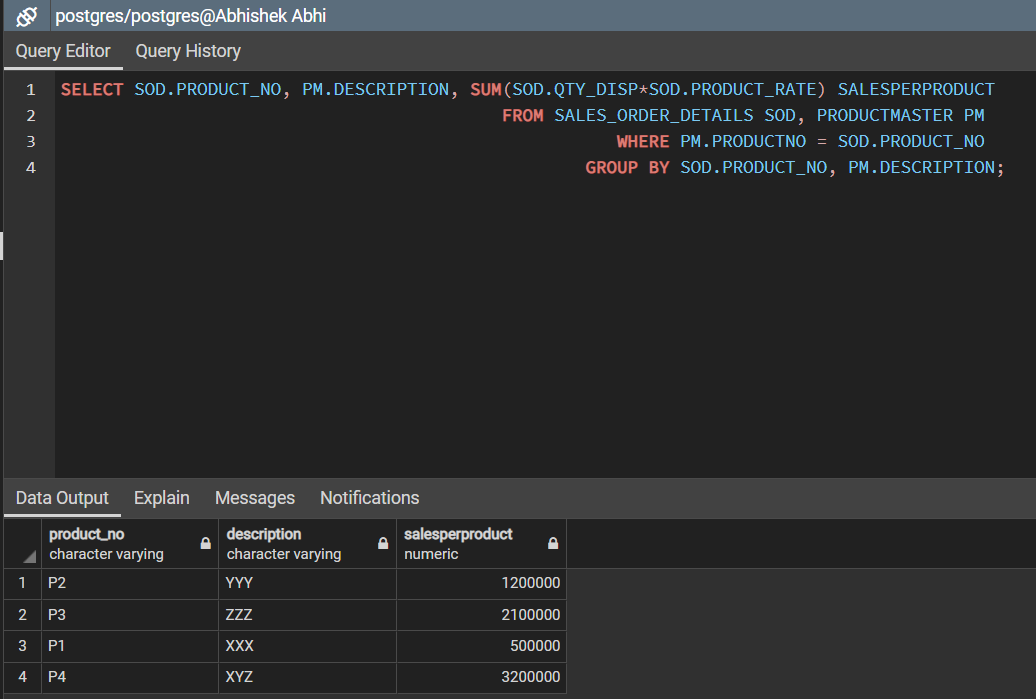 postgres/postgres@Abhishek Abhi
Query Editor Query History
1 SELECT SOD.PRODUCT_NO, PM.DESCRIPTION, SUM(SOD.QTY_DISP*SOD.PRODUCT_RATE) SALESPERPRODUCT
2 FROM SALES_ORDER_DETAILS SOD, PRODUCTMASTER PM
3 WHERE PM.PRODUCTNO = SOD.PRODUCT_NO
4 GROUP BY SOD.PRODUCT_NO, PM.DESCRIPTION;
Data Output Explain Messages Notifications
product_no description salesperproduct
character varying character varying numeric
1 P2 YYY 1200000
2 P3 ZZZ 2100000
3 P1 XXX 500000
4 P4 XYZ 3200000